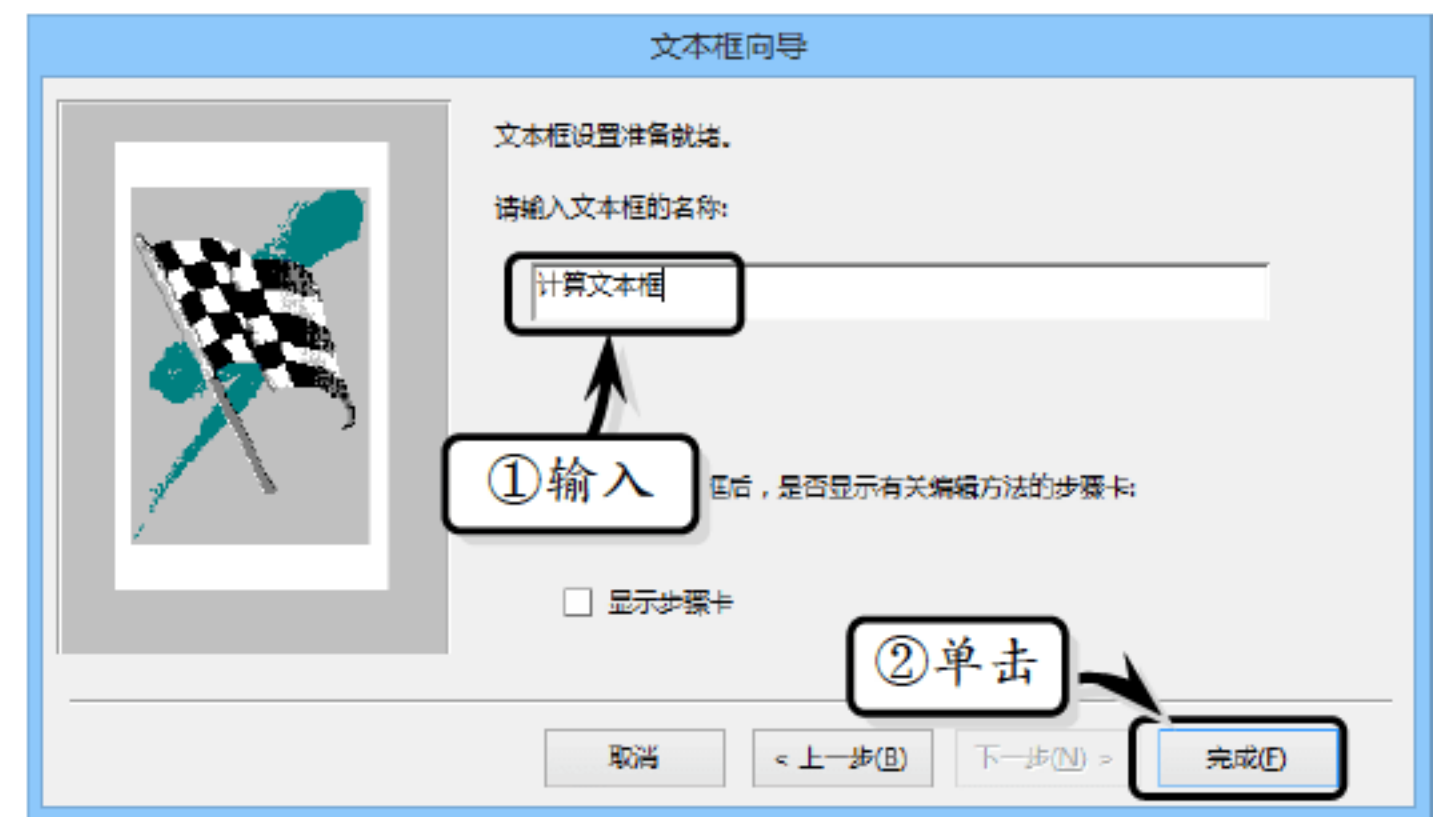 文本框向导
文本框设置准备就绪。
请输入文本框的名称:
计算文本框
①输入
框后，是否显示有关编辑方法的步骤卡:
显示步骤卡
②单击
取消
< 上一步(B)
下一步(N) >
完成(F)